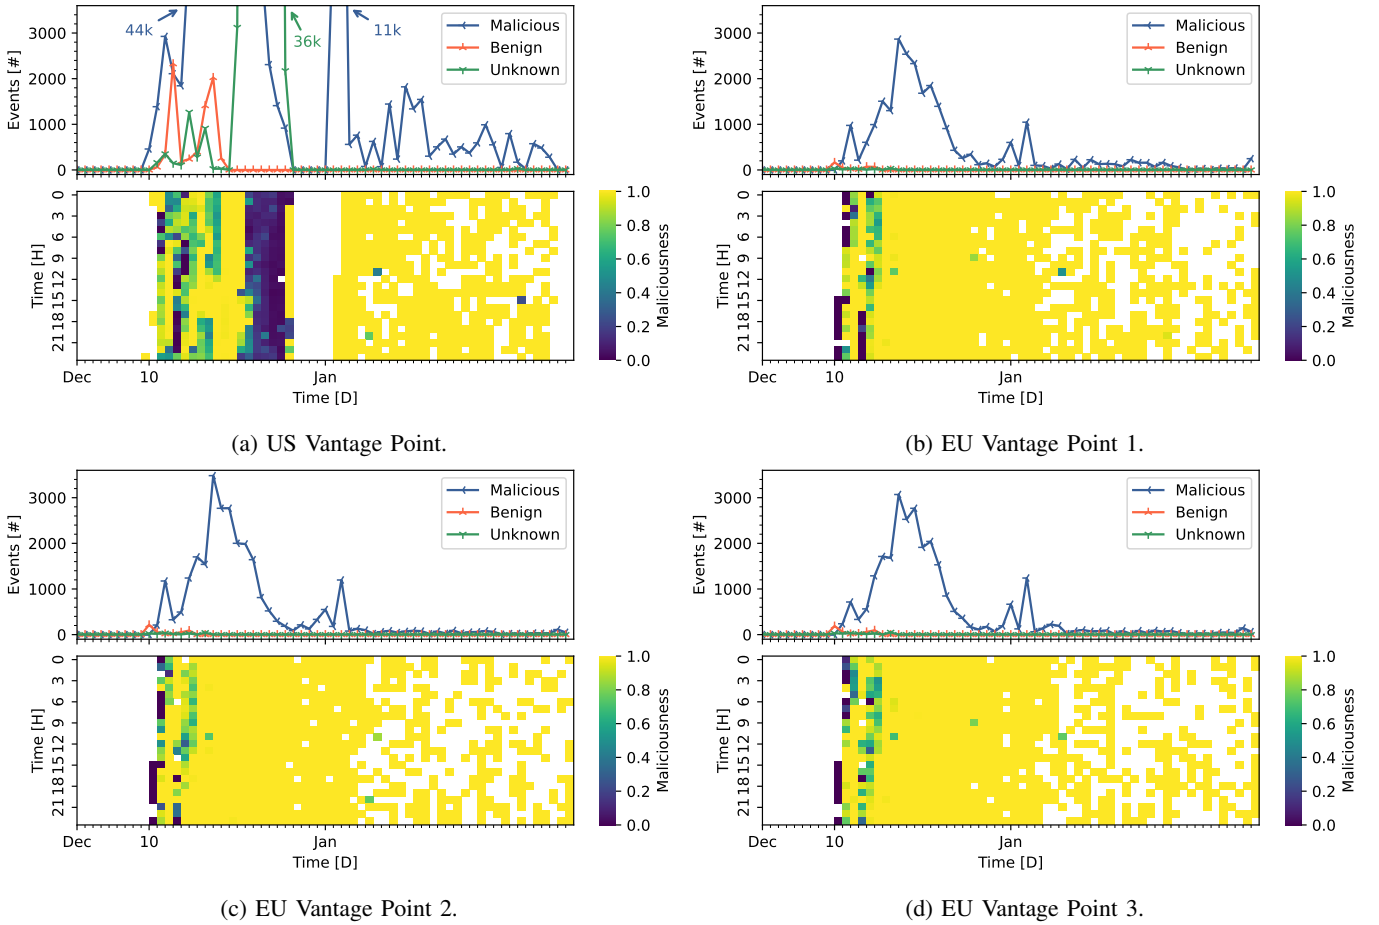 44k
36k
11k
Malicious
Benign
Unknown
Events [#]
3000
2000
1000
0
Time [H]
0
3
6
9
12
15
18
21
Dec
10
Jan
Time [D]
1.0
0.8
0.6
0.4
0.2
0.0
Maliciousness
(a) US Vantage Point.
Malicious
Benign
Unknown
Events [#]
3000
2000
1000
0
Time [H]
0
3
6
9
12
15
18
21
Dec
10
Jan
Time [D]
1.0
0.8
0.6
0.4
0.2
0.0
Maliciousness
(b) EU Vantage Point 1.
Malicious
Benign
Unknown
Events [#]
3000
2000
1000
0
Time [H]
0
3
6
9
12
15
18
21
Dec
10
Jan
Time [D]
1.0
0.8
0.6
0.4
0.2
0.0
Maliciousness
(c) EU Vantage Point 2.
Malicious
Benign
Unknown
Events [#]
3000
2000
1000
0
Time [H]
0
3
6
9
12
15
18
21
Dec
10
Jan
Time [D]
1.0
0.8
0.6
0.4
0.2
0.0
Maliciousness
(d) EU Vantage Point 3.